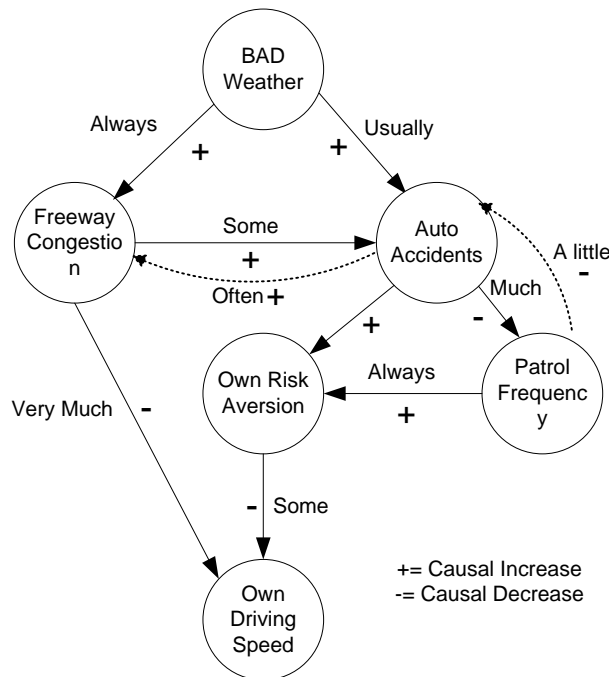 BAD
Weather
Always
Usually
+
+
Freeway
Congestio
n
Some
+
Auto
Accidents
A little
-
Often +
Much
-
+
Own Risk
Aversion
Always
+
Patrol
Frequenc
y
Very Much
-
- Some
+= Causal Increase
-= Causal Decrease
Own
Driving
Speed